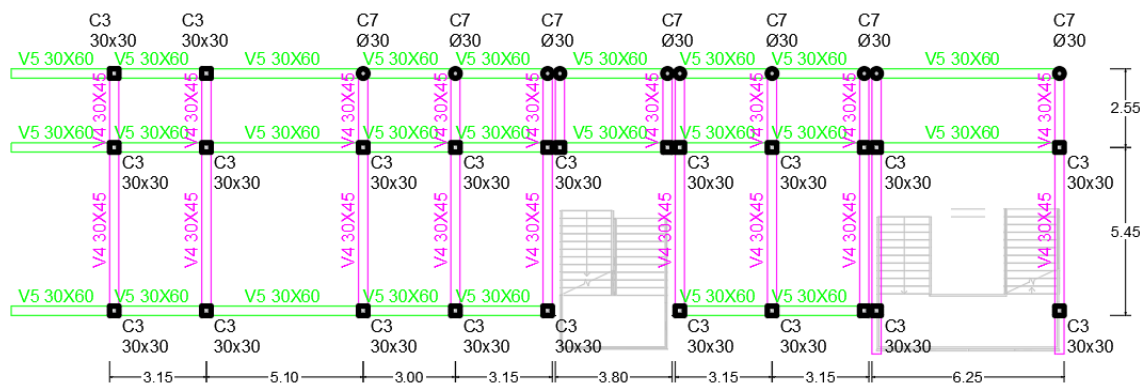 C3 C3 C7 C7 C7 C7 C7 C7 C7
30x30 30x30 Ø30 Ø30 Ø30 Ø30 Ø30 Ø30 Ø30
V5 30X60 V5 30X60 V5 30X60 V5 30X60 V5 30X60 V5 30X60 V5 30X60 V5 30X60 V5 30X60
V4 30X45 V4 30X45 V4 30X45 V4 30X45 V4 30X45 V4 30X45 V4 30X45 V4 30X45 V4 30X45 V4 30X45 V4 30X45 V4 30X45
2.55
V5 30X60 V5 30X60 V5 30X60 V5 30X60 V5 30X60 V5 30X60 V5 30X60 V5 30X60 V5 30X60
C3 C3 C3 C3 C3 C3 C3 C3 C3
30x30 30x30 30x30 30x30 30x30 30x30 30x30 30x30 30x30
V4 30X45 V4 30X45 V4 30X45 V4 30X45 V4 30X45 V4 30X45 V4 30X45 V4 30X45 V4 30X45
5.45
V5 30X60 V5 30X60 V5 30X60 V5 30X60 V5 30X60 V5 30X60 V5 30X60
C3 C3 C3 C3 C3 C3 C3 C3 C3
30x30 30x30 30x30 30x30 30x30 30x30 30x30 30x30 30x30
3.15 5.10 3.00 3.15 3.80 3.15 3.15 6.25